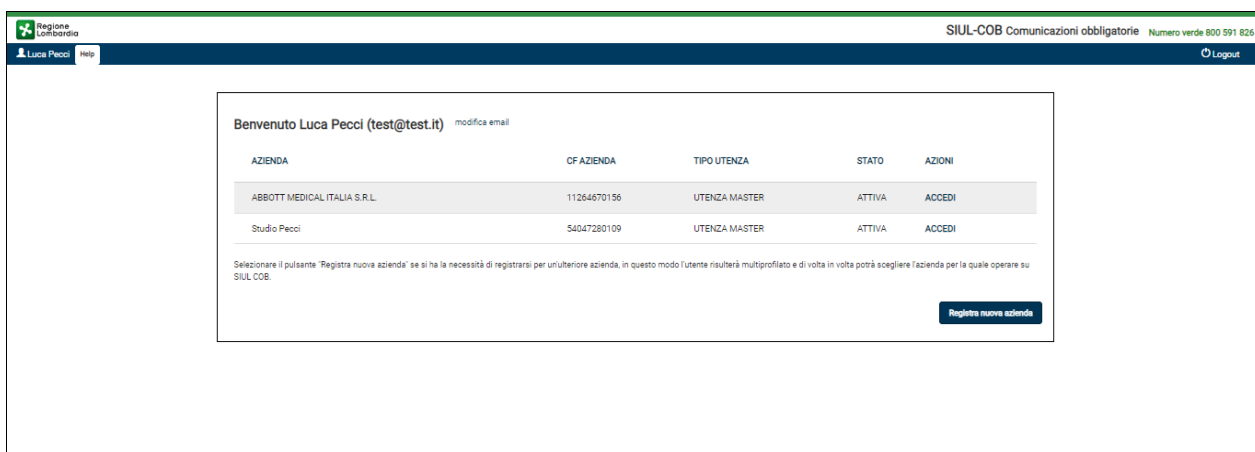 Regione
Lombardia
SIUL-COB Comunicazioni obbligatorie Numero verde 800 591 826
Luca Pecci Help Logout
Benvenuto Luca Pecci (test@test.it) modifica email
AZIENDA CF AZIENDA TIPO UTENZA STATO AZIONI
ABBOTT MEDICAL ITALIA S.R.L. 11264670156 UTENZA MASTER ATTIVA ACCEDI
Studio Pecci 54047280109 UTENZA MASTER ATTIVA ACCEDI
Selezionare il pulsante "Registra nuova azienda" se si ha la necessità di registrarsi per un'ulteriore azienda, in questo modo l'utente risulterà multiprofilato e di volta in volta potrà scegliere l'azienda per la quale operare su
SIUL COB.
Registra nuova azienda